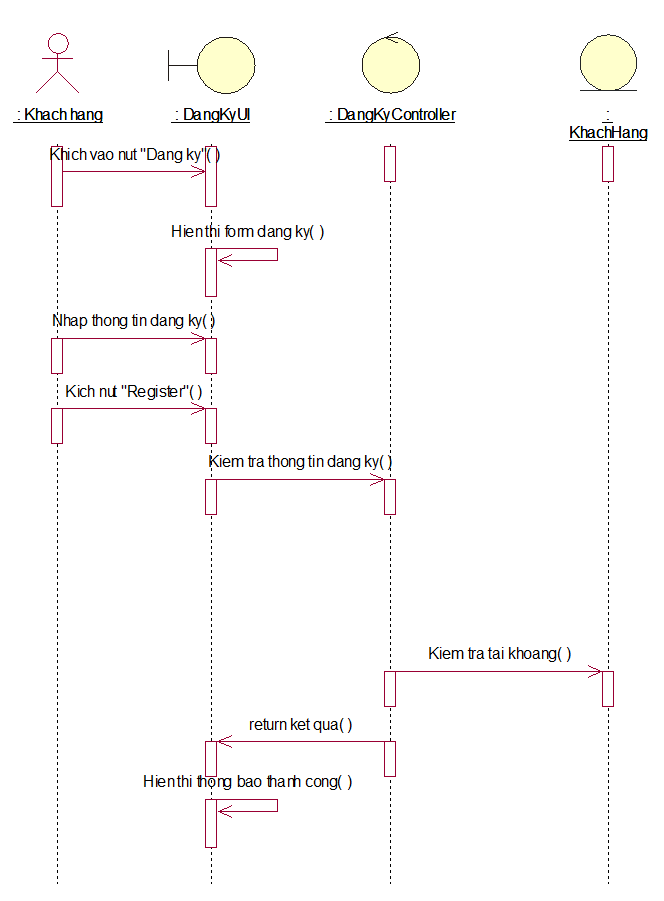 : Khach hang
: DangKyUI
: DangKyController
:
KhachHang
Khich vao nut "Dang ky"( )
Hien thi form dang ky( )
Nhap thong tin dang ky( )
Kich nut "Register"( )
Kiem tra thong tin dang ky( )
Kiem tra tai khoang( )
return ket qua( )
Hien thi thong bao thanh cong( )